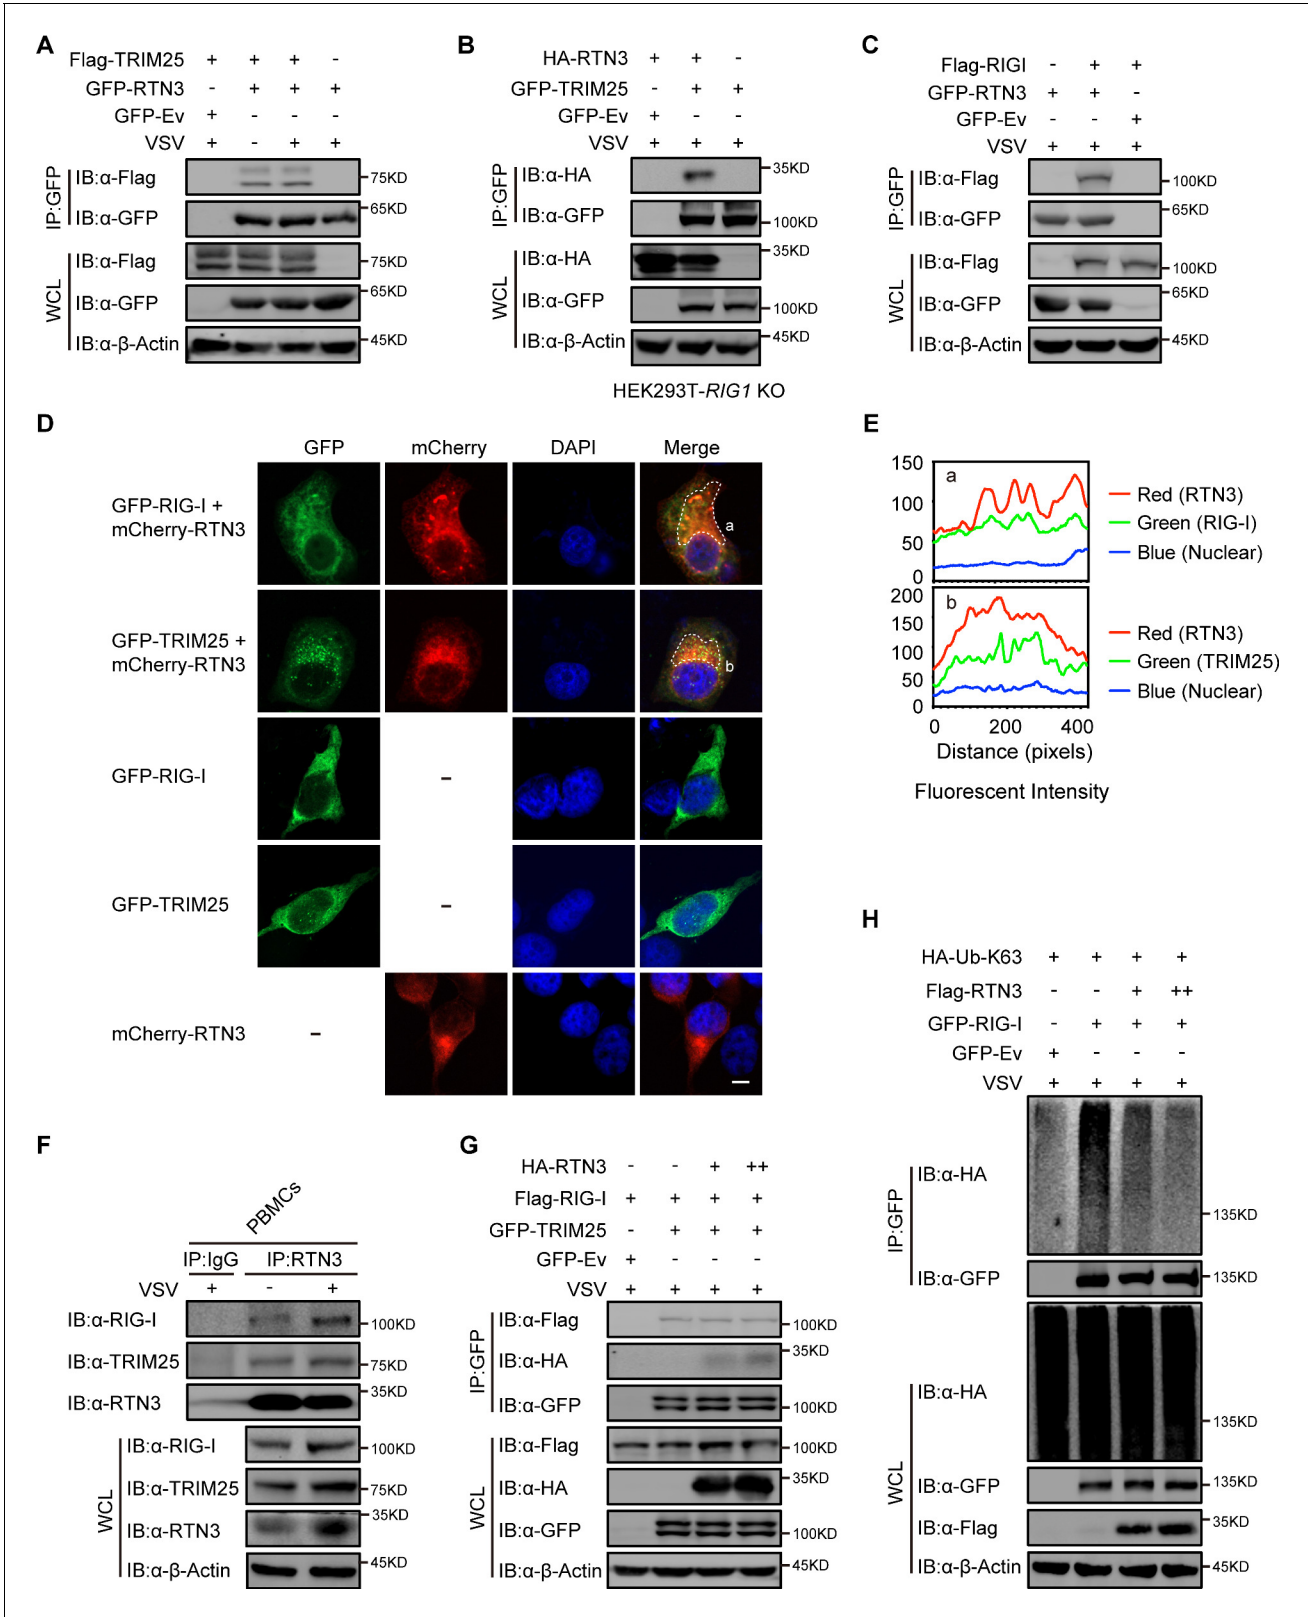 A
Flag-TRIM25 + + + -
GFP-RTN3 - + + +
GFP-Ev + - - -
VSV + - + +
IP:GFP
IB:α-Flag 75KD
IB:α-GFP 65KD
WCL
IB:α-Flag 75KD
IB:α-GFP 65KD
IB:α-β-Actin 45KD
B
HA-RTN3 + + -
GFP-TRIM25 - + +
GFP-Ev + - -
VSV + + +
IP:GFP
IB:α-HA 35KD
IB:α-GFP 100KD
WCL
IB:α-HA 35KD
IB:α-GFP 100KD
IB:α-β-Actin 45KD
HEK293T-RIG1 KO
C
Flag-RIGI - + +
GFP-RTN3 + + -
GFP-Ev - - +
VSV + + +
IP:GFP
IB:α-Flag 100KD
IB:α-GFP 65KD
WCL
IB:α-Flag 100KD
IB:α-GFP 65KD
IB:α-β-Actin 45KD
D
GFP mCherry DAPI Merge
GFP-RIG-I +
mCherry-RTN3
a
GFP-TRIM25 +
mCherry-RTN3
b
GFP-RIG-I -
GFP-TRIM25 -
mCherry-RTN3 -
E
150
100
50
0
a
Red (RTN3)
Green (RIG-I)
Blue (Nuclear)
200
150
100
50
0
b
Red (RTN3)
Green (TRIM25)
Blue (Nuclear)
0 200 400
Distance (pixels)
Fluorescent Intensity
F
PBMCs
IP:IgG IP:RTN3
VSV + - +
IB:α-RIG-I 100KD
IB:α-TRIM25 75KD
IB:α-RTN3 35KD
WCL
IB:α-RIG-I 100KD
IB:α-TRIM25 75KD
IB:α-RTN3 35KD
IB:α-β-Actin 45KD
G
HA-RTN3 - - + ++
Flag-RIG-I + + + +
GFP-TRIM25 - + + +
GFP-Ev + - - -
VSV + + + +
IP:GFP
IB:α-Flag 100KD
IB:α-HA 35KD
IB:α-GFP 100KD
WCL
IB:α-Flag 100KD
IB:α-HA 35KD
IB:α-GFP 100KD
IB:α-β-Actin 45KD
H
HA-Ub-K63 + + + +
Flag-RTN3 - - + ++
GFP-RIG-I - + + +
GFP-Ev + - - -
VSV + + + +
IP:GFP
IB:α-HA 135KD
IB:α-GFP 135KD
WCL
IB:α-HA 135KD
IB:α-GFP 135KD
IB:α-Flag 35KD
IB:α-β-Actin 45KD